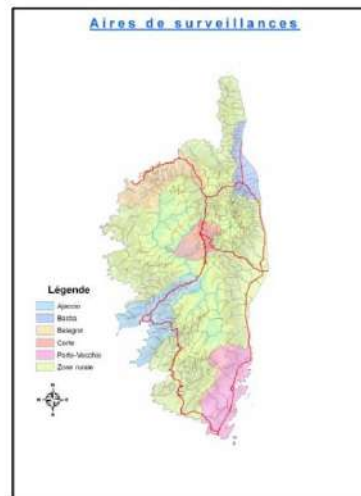 Aires de surveillances
Légende
Ajaccio
Bastia
Balagne
Corte
Porto-Vecchio
Zone rurale